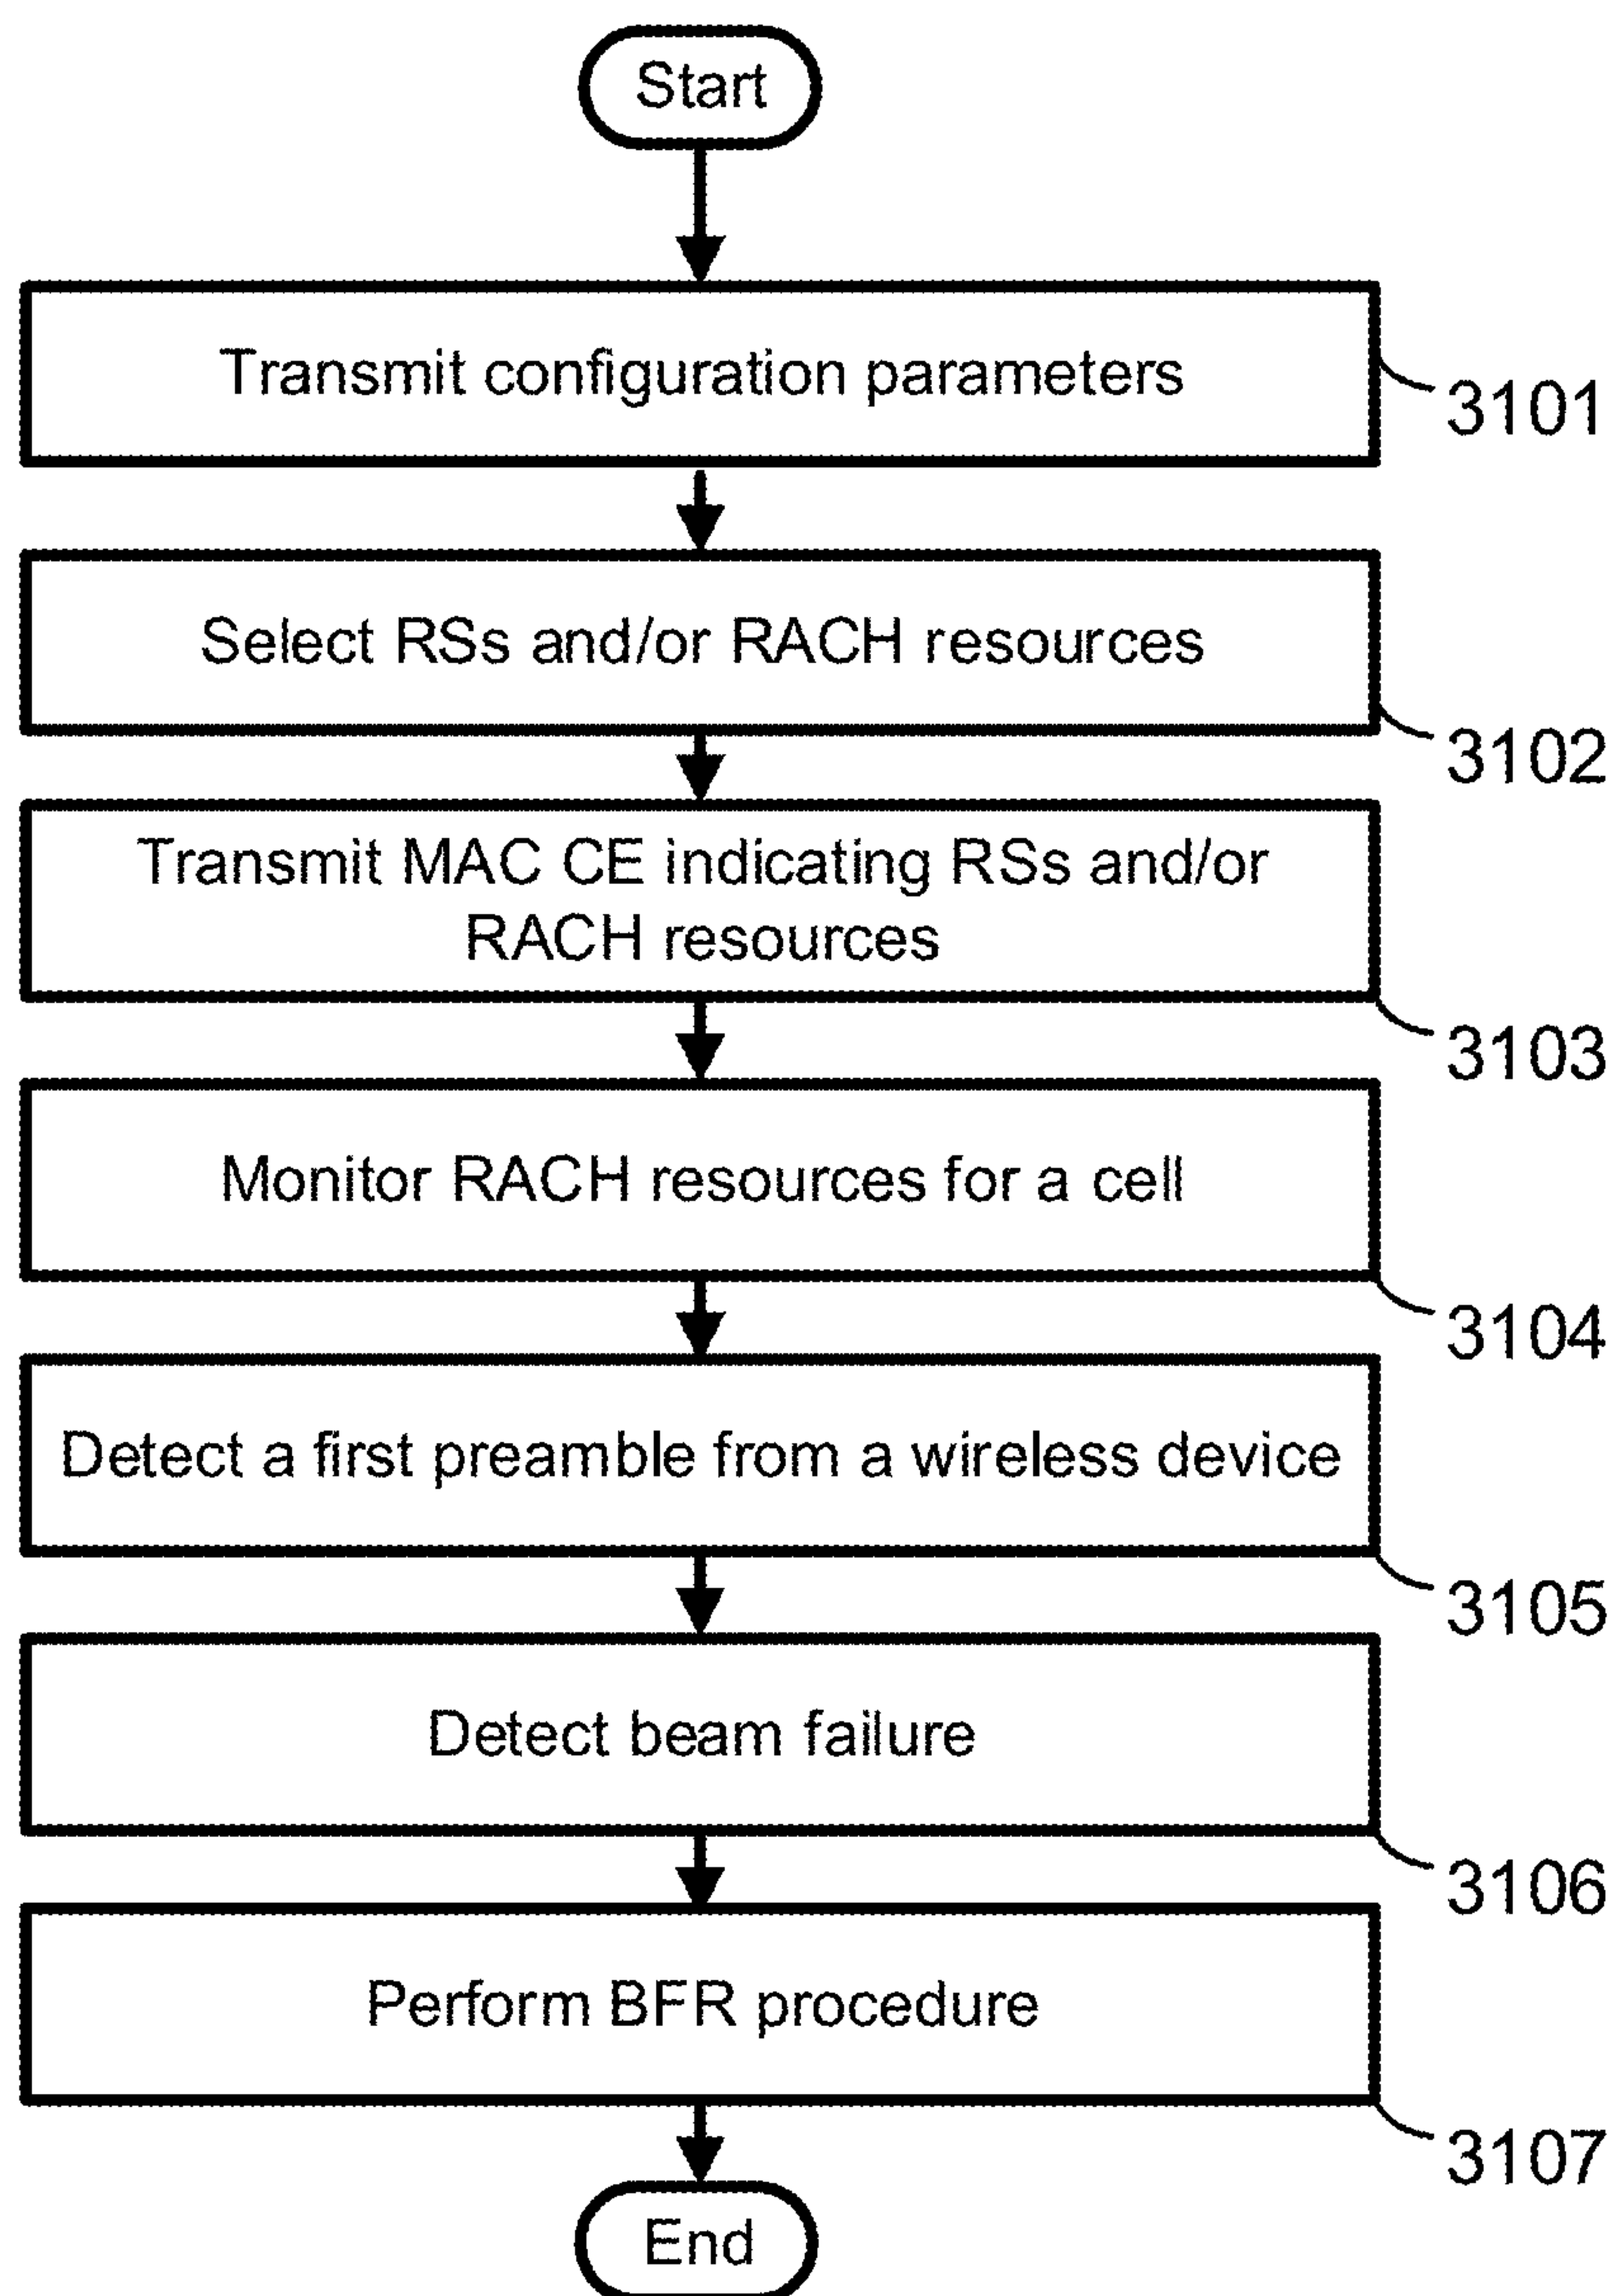 Start
Transmit configuration parameters
3101
Select RSs and/or RACH resources
3102
Transmit MAC CE indicating RSs and/or
RACH resources
3103
Monitor RACH resources for a cell
3104
Detect a first preamble from a wireless device
3105
Detect beam failure
3106
Perform BFR procedure
3107
End